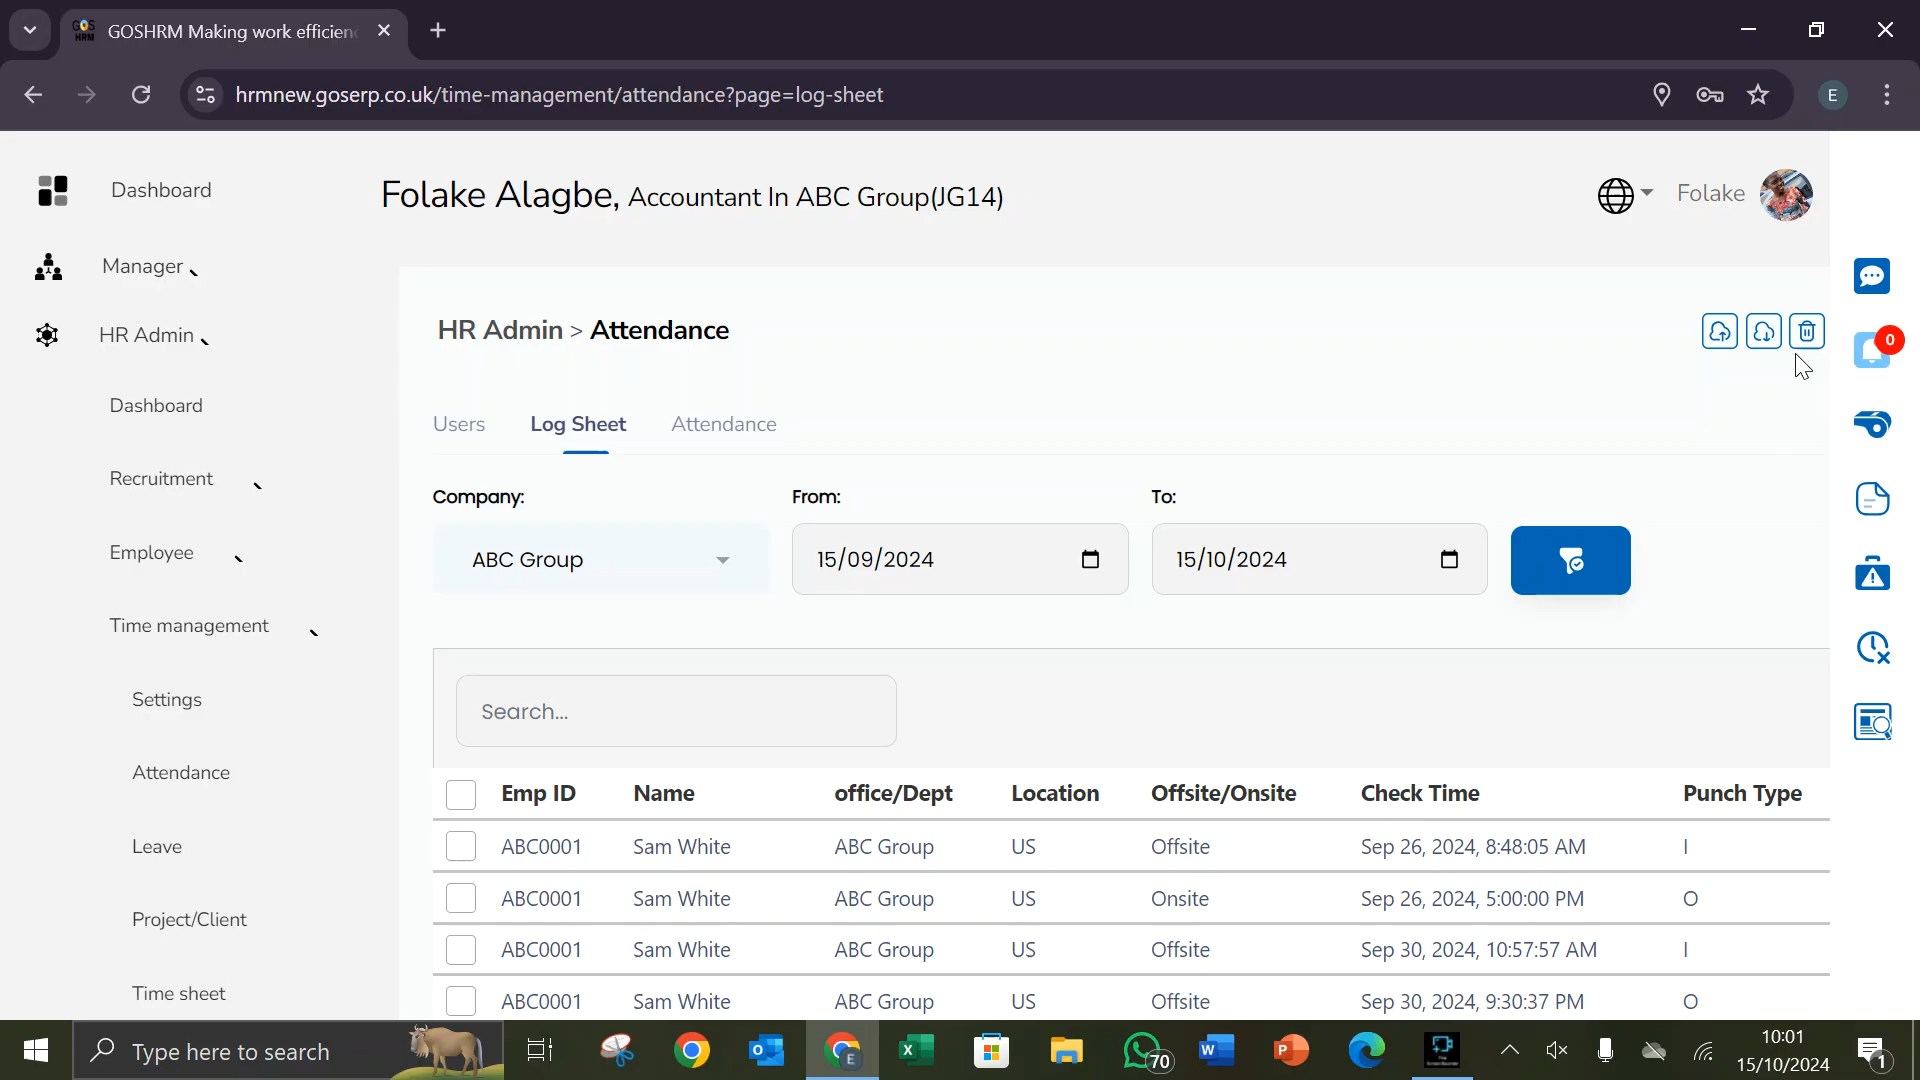 GOSHRM Making work efficien
hrmnew.goserp.co.uk/time-management/attendance?page=log-sheet
E
Dashboard
Folake Alagbe, Accountant In ABC Group(JG14)
Folake
Manager
HR Admin
HR Admin > Attendance
0
Dashboard
Users
Log Sheet
Attendance
Recruitment
Company:
From:
To:
Employee
ABC Group
15/09/2024
15/10/2024
Time management
Settings
Search...
Attendance
Emp ID Name office/Dept Location Offsite/Onsite Check Time Punch Type
Leave
ABC0001 Sam White ABC Group US Offsite Sep 26, 2024, 8:48:05 AM I
ABC0001 Sam White ABC Group US Onsite Sep 26, 2024, 5:00:00 PM O
Project/Client
ABC0001 Sam White ABC Group US Offsite Sep 30, 2024, 10:57:57 AM I
Time sheet
ABC0001 Sam White ABC Group US Offsite Sep 30, 2024, 9:30:37 PM O
Type here to search
70
10:01
15/10/2024
1